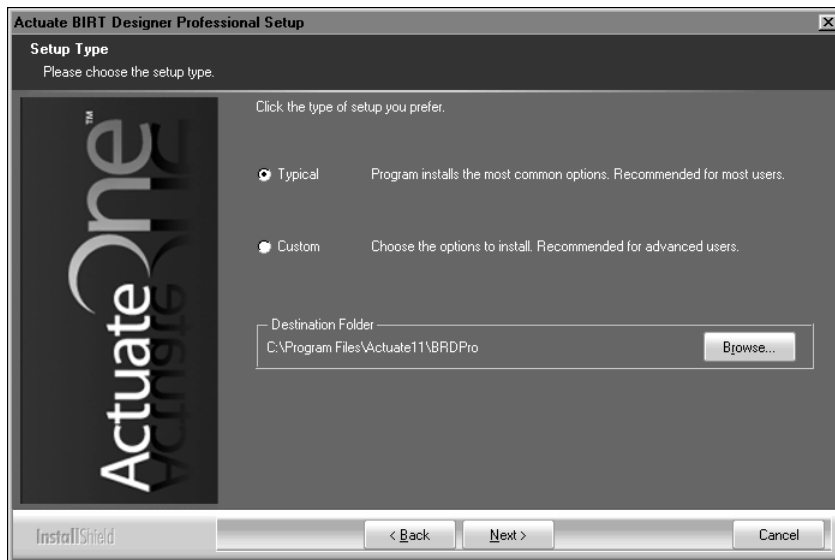 Actuate BIRT Designer Professional Setup
Setup Type
Please choose the setup type.
ActuateOne™
Click the type of setup you prefer.
Typical Program installs the most common options. Recommended for most users.
Custom Choose the options to install. Recommended for advanced users.
Destination Folder
C:\Program Files\Actuate11\BRDPro Browse...
InstallShield < Back Next > Cancel